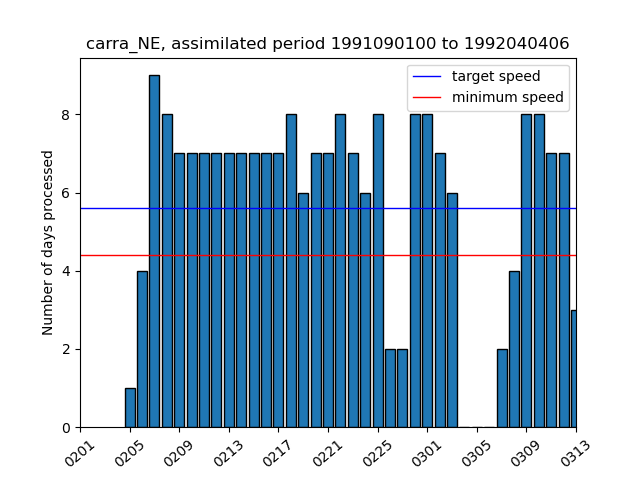 carra_NE, assimilated period 1991090100 to 1992040406
target speed
minimum speed
Number of days processed
8
6
4
2
0
0201 0205 0209 0213 0217 0221 0225 0301 0305 0309 0313